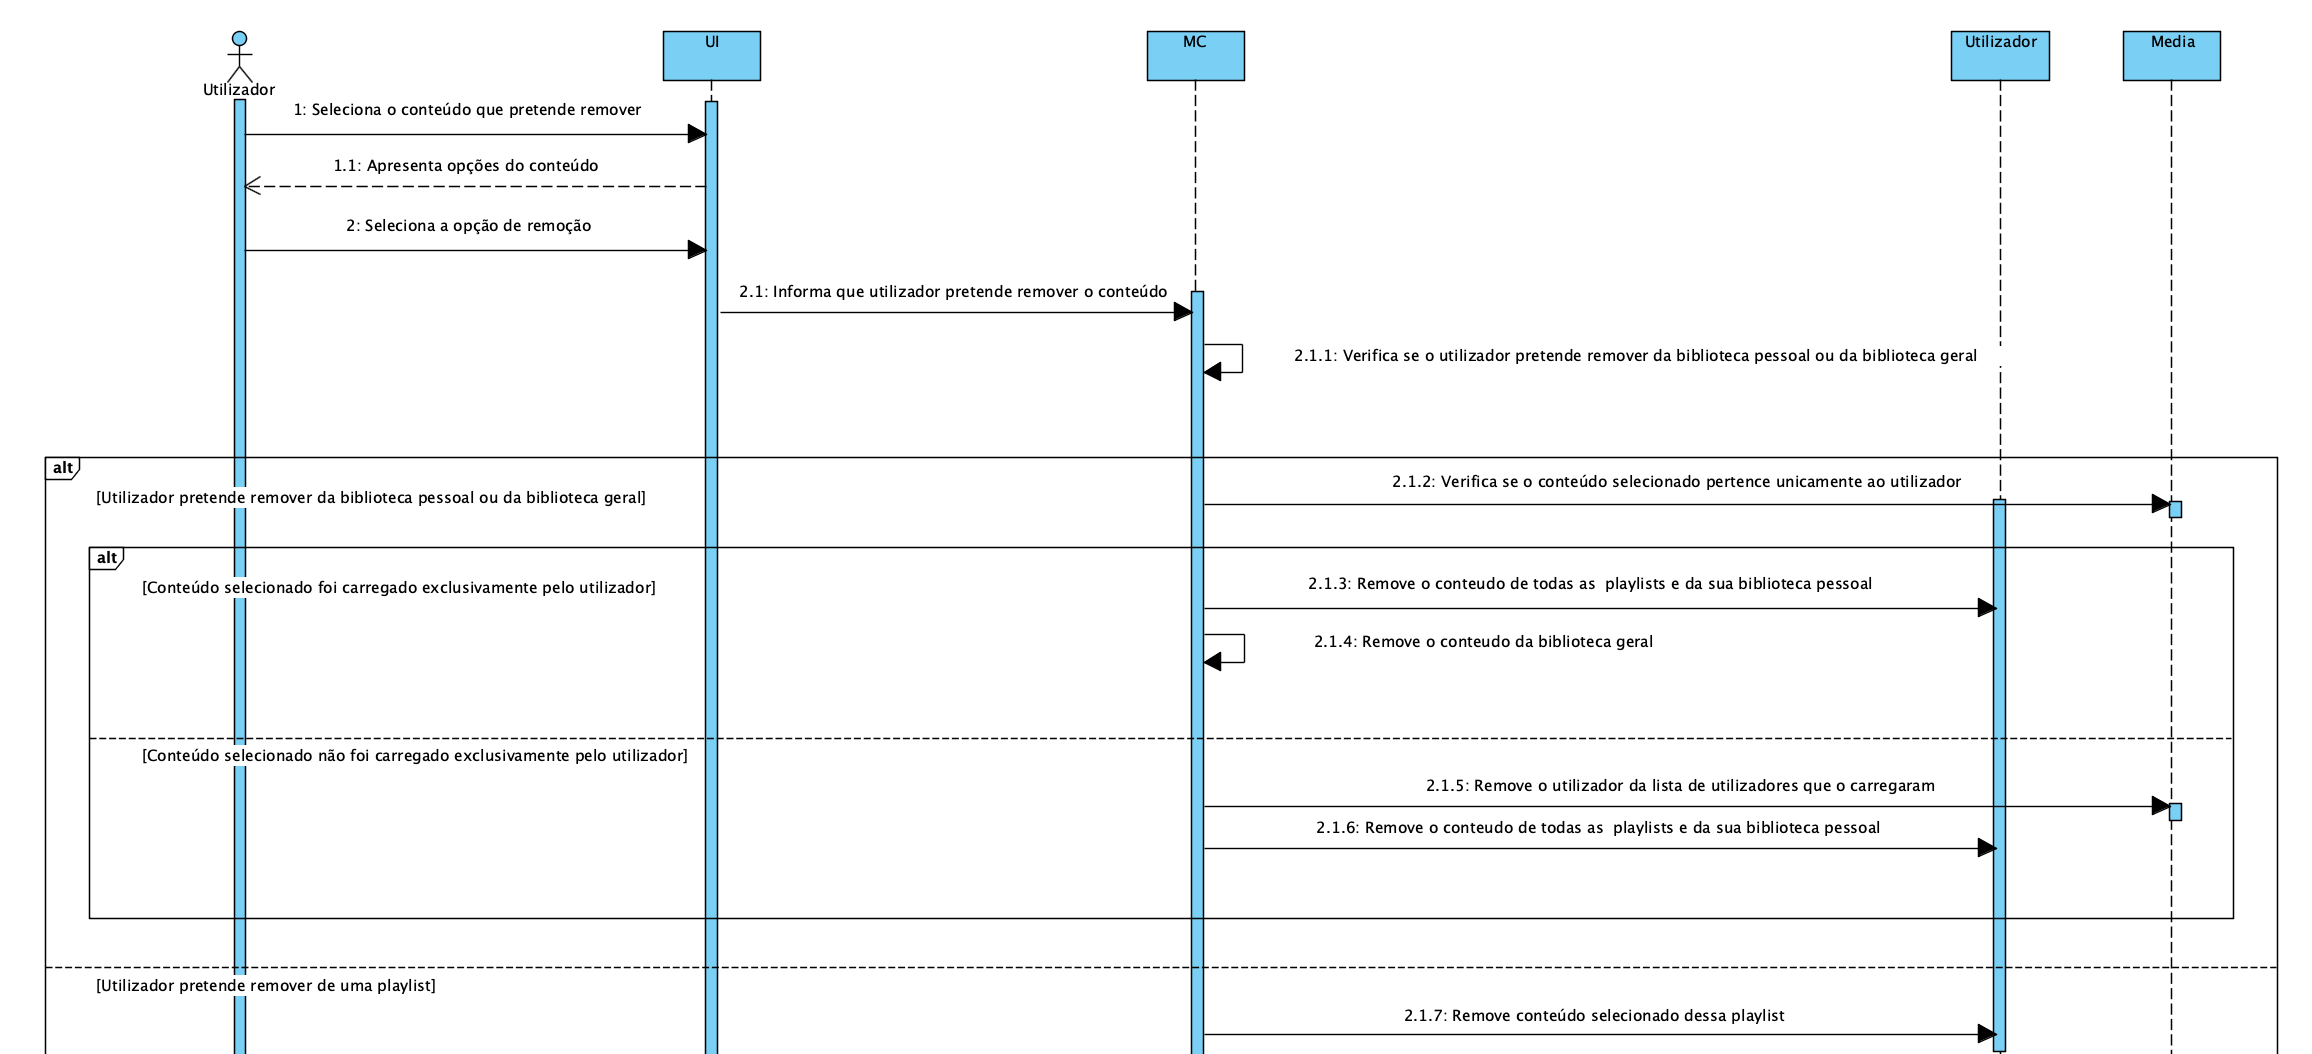 UI
MC
Utilizador
Media
Utilizador
1: Seleciona o conteúdo que pretende remover
1.1: Apresenta opções do conteúdo
2: Seleciona a opção de remoção
2.1: Informa que utilizador pretende remover o conteúdo
2.1.1: Verifica se o utilizador pretende remover da biblioteca pessoal ou da biblioteca geral
alt
2.1.2: Verifica se o conteúdo selecionado pertence unicamente ao utilizador
[Utilizador pretende remover da biblioteca pessoal ou da biblioteca geral]
alt
2.1.3: Remove o conteudo de todas as  playlists e da sua biblioteca pessoal
[Conteúdo selecionado foi carregado exclusivamente pelo utilizador]
2.1.4: Remove o conteudo da biblioteca geral
[Conteúdo selecionado não foi carregado exclusivamente pelo utilizador]
2.1.5: Remove o utilizador da lista de utilizadores que o carregaram
2.1.6: Remove o conteudo de todas as  playlists e da sua biblioteca pessoal
[Utilizador pretende remover de uma playlist]
2.1.7: Remove conteúdo selecionado dessa playlist